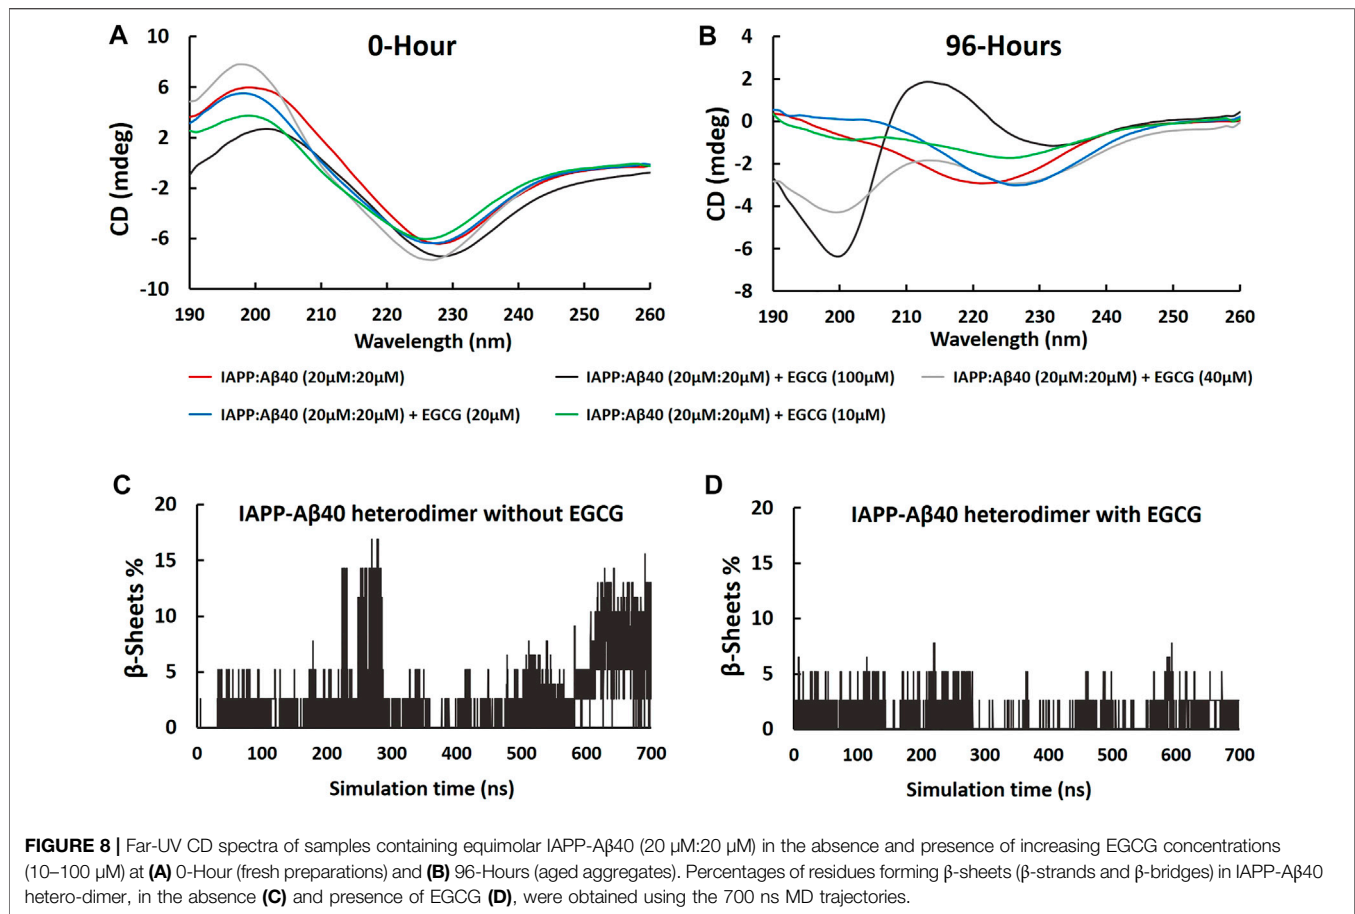 A
0-Hour
10
6
2
-2
-6
-10
CD (mdeg)
190 200 210 220 230 240 250 260
Wavelength (nm)
B
96-Hours
4
2
0
-2
-4
-6
-8
CD (mdeg)
190 200 210 220 230 240 250 260
Wavelength (nm)
IAPP:Aβ40 (20µM:20µM)
IAPP:Aβ40 (20µM:20µM) + EGCG (100µM)
IAPP:Aβ40 (20µM:20µM) + EGCG (40µM)
IAPP:Aβ40 (20µM:20µM) + EGCG (20µM)
IAPP:Aβ40 (20µM:20µM) + EGCG (10µM)
C
IAPP-Aβ40 heterodimer without EGCG
20
15
10
5
0
β-Sheets %
0 100 200 300 400 500 600 700
Simulation time (ns)
D
IAPP-Aβ40 heterodimer with EGCG
20
15
10
5
0
β-Sheets %
0 100 200 300 400 500 600 700
Simulation time (ns)
FIGURE 8 | Far-UV CD spectra of samples containing equimolar IAPP-Aβ40 (20 µM:20 µM) in the absence and presence of increasing EGCG concentrations
(10–100 µM) at (A) 0-Hour (fresh preparations) and (B) 96-Hours (aged aggregates). Percentages of residues forming β-sheets (β-strands and β-bridges) in IAPP-Aβ40
hetero-dimer, in the absence (C) and presence of EGCG (D), were obtained using the 700 ns MD trajectories.